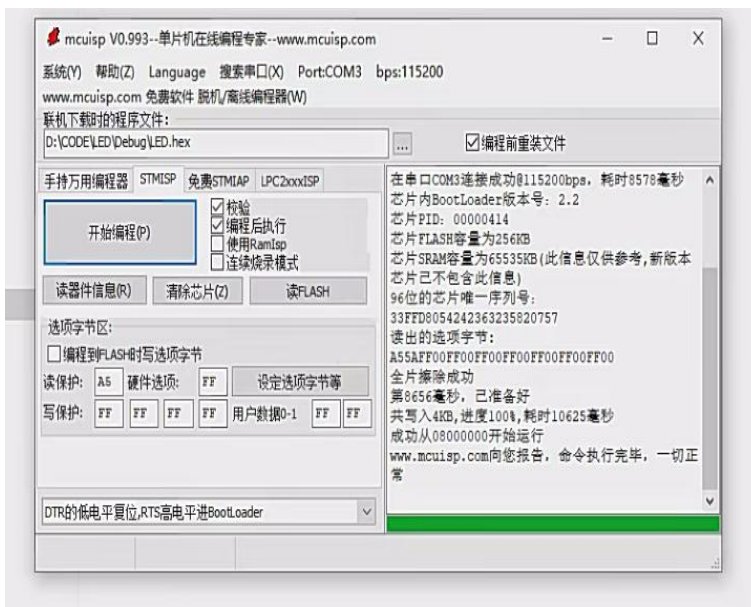 mcuisp V0.993--单片机在线编程专家--www.mcuisp.com
系统(Y) 帮助(Z) Language 搜索串口(X) Port:COM3 bps:115200
www.mcuisp.com 免费软件 脱机/离线编程器(W)
联机下载时的程序文件：
D:\CODE\LED\Debug\LED.hex
...
编程前重装文件
手持万用编程器 STMISP 免费STMIAP LPC2xxxISP
开始编程(P)
校验
编程后执行
使用RamIsp
连续烧录模式
读器件信息(R) 清除芯片(Z) 读FLASH
选项字节区：
编程到FLASH时写选项字节
读保护： A5 硬件选项： FF 设定选项字节等
写保护： FF FF FF FF 用户数据0-1 FF FF
DTR的低电平复位,RTS高电平进BootLoader
在串口COM3连接成功@115200bps，耗时8578毫秒
芯片内BootLoader版本号：2.2
芯片PID：00000414
芯片FLASH容量为256KB
芯片SRAM容量为65535KB(此信息仅供参考,新版本
芯片己不包含此信息)
96位的芯片唯一序列号：
33FFD8054242363235820757
读出的选项字节：
A55AFF00FF00FF00FF00FF00FF00FF00
全片擦除成功
第8656毫秒，己准备好
共写入4KB,进度100%,耗时10625毫秒
成功从08000000开始运行
www.mcuisp.com向您报告，命令执行完毕，一切正
常